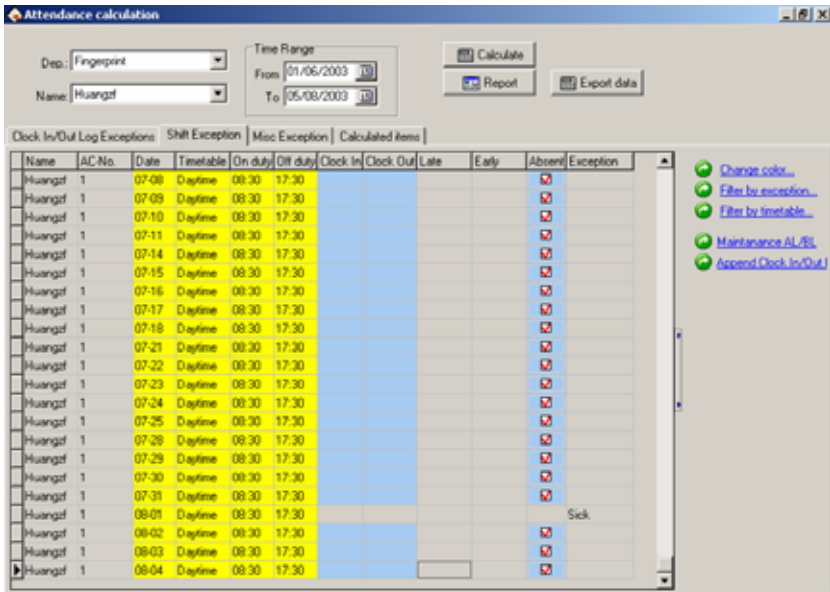 Attendance calculation
Dep.: Fingerprint
Name: Huangzf
Time Range
From 01/06/2003
To 05/08/2003
Calculate
Report
Export data
Clock In/Out Log Exceptions Shift Exception Misc Exception Calculated items
Name AC-No. Date Timetable On duty Off duty Clock In Clock Out Late Early Absent Exception
Huangzf 1 07-08 Daytime 08:30 17:30
Huangzf 1 07-09 Daytime 08:30 17:30
Huangzf 1 07-10 Daytime 08:30 17:30
Huangzf 1 07-11 Daytime 08:30 17:30
Huangzf 1 07-14 Daytime 08:30 17:30
Huangzf 1 07-15 Daytime 08:30 17:30
Huangzf 1 07-16 Daytime 08:30 17:30
Huangzf 1 07-17 Daytime 08:30 17:30
Huangzf 1 07-18 Daytime 08:30 17:30
Huangzf 1 07-21 Daytime 08:30 17:30
Huangzf 1 07-22 Daytime 08:30 17:30
Huangzf 1 07-23 Daytime 08:30 17:30
Huangzf 1 07-24 Daytime 08:30 17:30
Huangzf 1 07-25 Daytime 08:30 17:30
Huangzf 1 07-28 Daytime 08:30 17:30
Huangzf 1 07-29 Daytime 08:30 17:30
Huangzf 1 07-30 Daytime 08:30 17:30
Huangzf 1 07-31 Daytime 08:30 17:30
Huangzf 1 08-01 Daytime 08:30 17:30 Sick
Huangzf 1 08-02 Daytime 08:30 17:30
Huangzf 1 08-03 Daytime 08:30 17:30
Huangzf 1 08-04 Daytime 08:30 17:30
Change color...
Filter by exception...
Filter by timetable...
Maintanance AL/BL
Append Clock In/Out